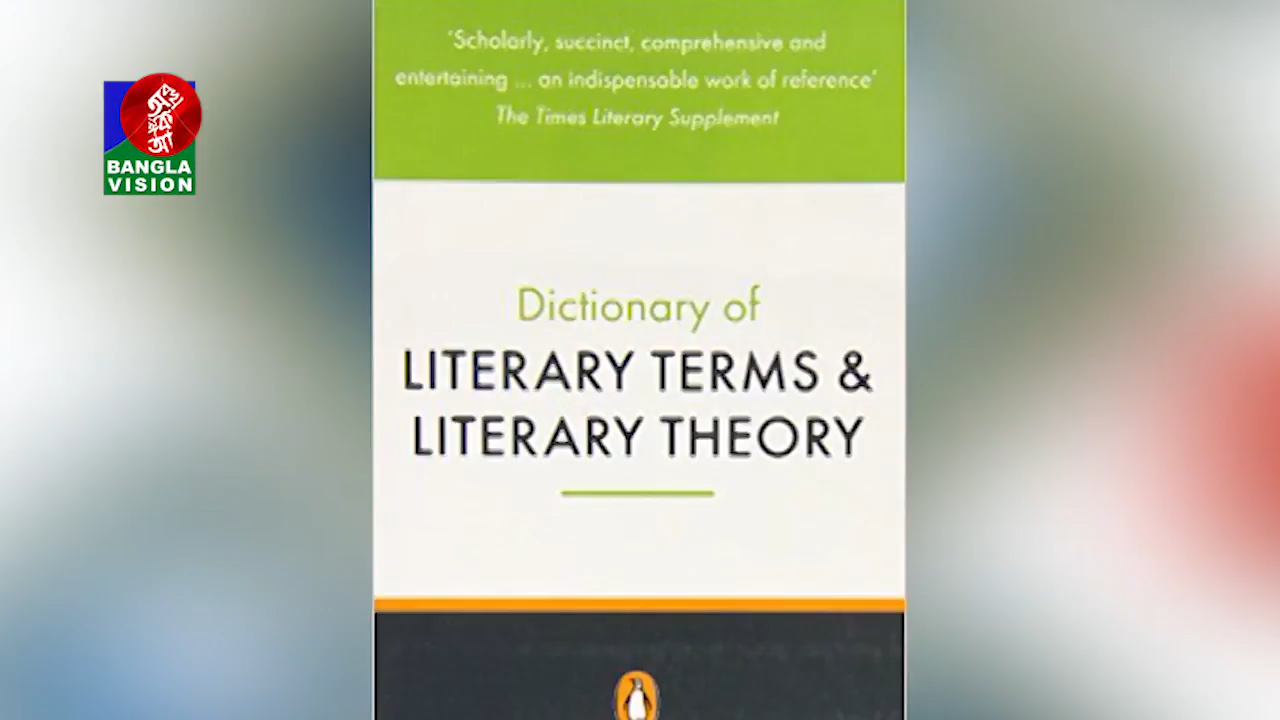 'Scholarly, succinct, comprehensive and
entertaining ... an indispensable work of reference'
The Times Literary Supplement
BANGLA
VISION
Dictionary of
LITERARY TERMS &
LITERARY THEORY